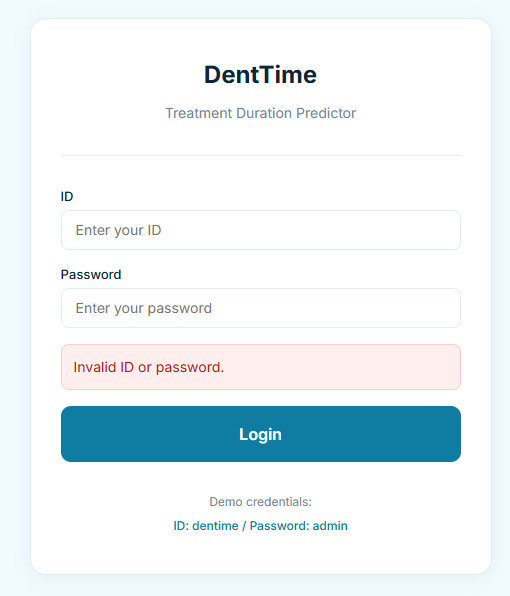 DentTime
Treatment Duration Predictor
ID
Enter your ID
Password
Enter your password
Invalid ID or password.
Login
Demo credentials:
ID: dentime / Password: admin